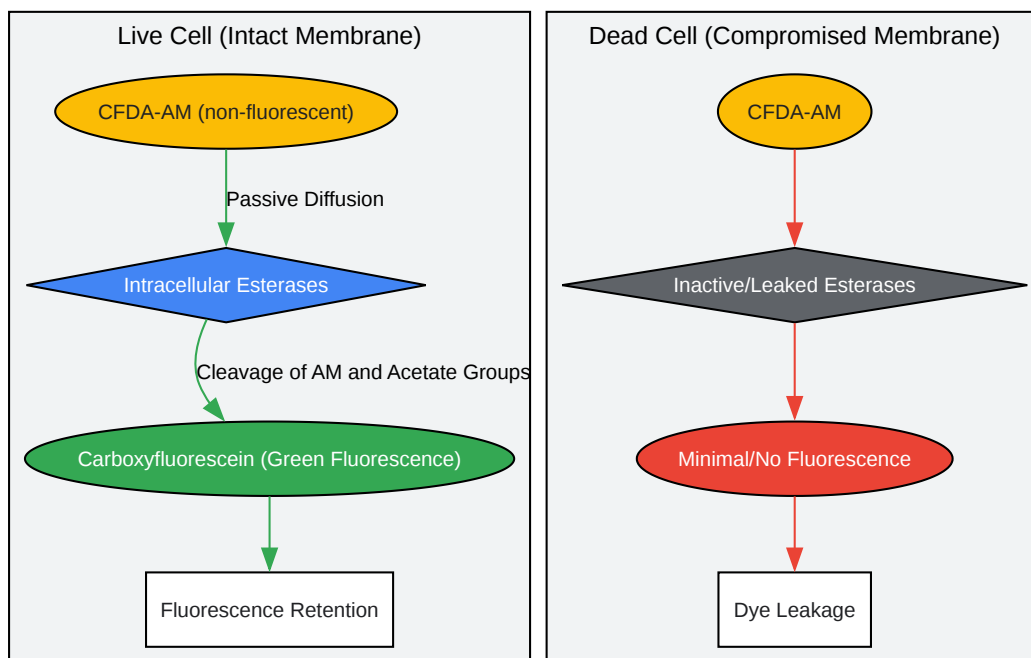 Live Cell (Intact Membrane)
CFDA-AM (non-fluorescent)
Passive Diffusion
Intracellular Esterases
Cleavage of AM and Acetate Groups
Carboxyfluorescein (Green Fluorescence)
Fluorescence Retention
Dead Cell (Compromised Membrane)
CFDA-AM
Inactive/Leaked Esterases
Minimal/No Fluorescence
Dye Leakage